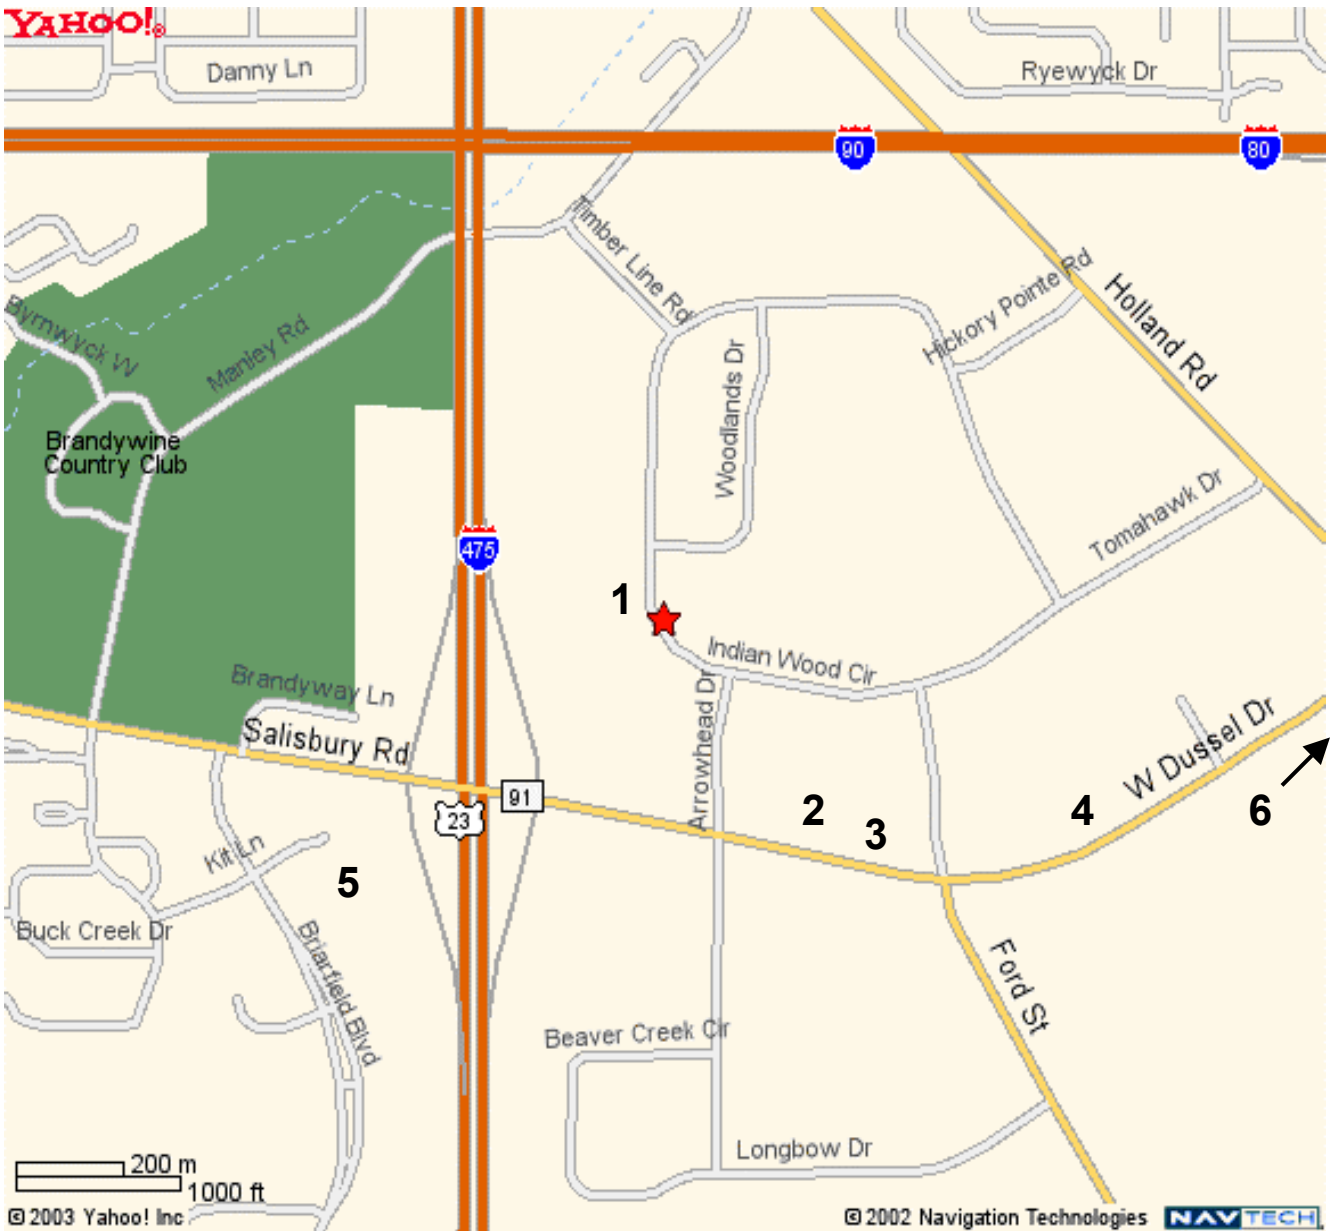 YAHOO!®
Danny Ln
Ryewyck Dr
90
80
Timber Line Rd
Hickory Pointe Rd
Holland Rd
Byrnwyck W
Manley Rd
Woodlands Dr
Brandywine
Country Club
Tomahawk Dr
475
1
Indian Wood Cir
Brandyway Ln
Arrowhead Dr
Salisbury Rd
W Dussel Dr
91
23
2
3
4
6
Kit Ln
5
Buck Creek Dr
Briarfield Blvd
Ford St
Beaver Creek Cir
Longbow Dr
200 m
1000 ft
© 2003 Yahoo! Inc
© 2002 Navigation Technologies NAVTECH